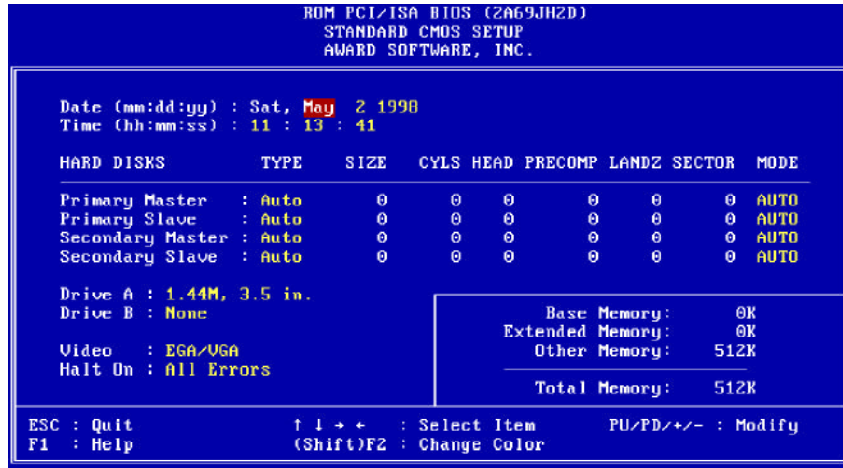 ROM PCI/ISA BIOS (2A69JH2D)
STANDARD CMOS SETUP
AWARD SOFTWARE, INC.
Date (mm:dd:yy) : Sat, May 2 1998
Time (hh:mm:ss) : 11 : 13 : 41
HARD DISKS TYPE SIZE CYLS HEAD PRECOMP LANDZ SECTOR MODE
Primary Master : Auto 0 0 0 0 0 0 AUTO
Primary Slave : Auto 0 0 0 0 0 0 AUTO
Secondary Master : Auto 0 0 0 0 0 0 AUTO
Secondary Slave : Auto 0 0 0 0 0 0 AUTO
Drive A : 1.44M, 3.5 in.
Drive B : None
Video : EGA/VGA
Halt On : All Errors
Base Memory: 0K
Extended Memory: 0K
Other Memory: 512K
Total Memory: 512K
ESC : Quit ↑ ↓ → ← : Select Item PU/PD/+/- : Modify
F1 : Help (Shift)F2 : Change Color